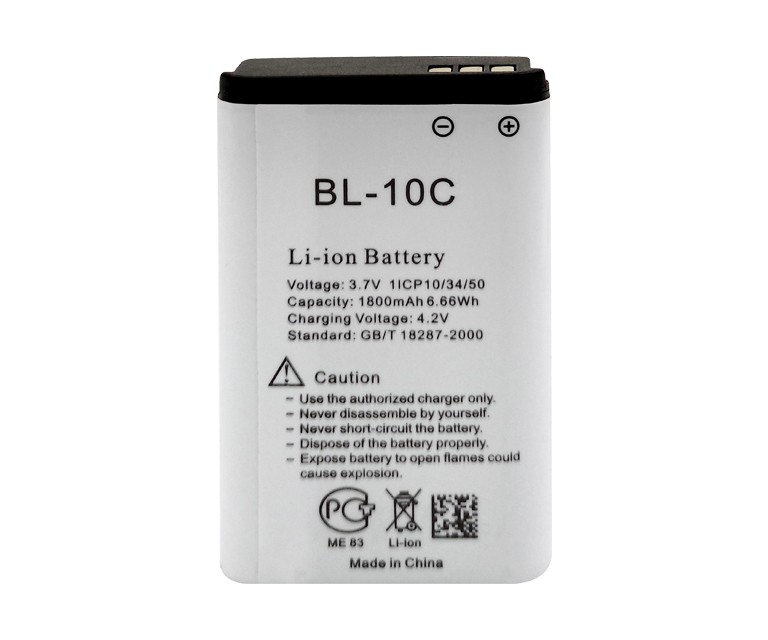 ⊖ ⊕
BL-10C
Li-ion Battery
Voltage: 3.7V 1ICP10/34/50
Capacity: 1800mAh 6.66Wh
Charging Voltage: 4.2V
Standard: GB/T 18287-2000
Caution
– Use the authorized charger only.
– Never disassemble by yourself.
– Never short-circuit the battery.
– Dispose of the battery properly.
– Expose battery to open flames could
cause explosion.
РСТ
ME 83 Li-ion
Made in China